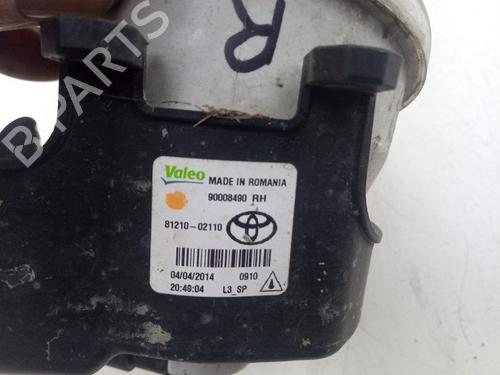 R
B-PARTS
Valeo MADE IN ROMANIA
90008490 RH
81210-02110
04/04/2014 0910
20:49:04 L3_SP